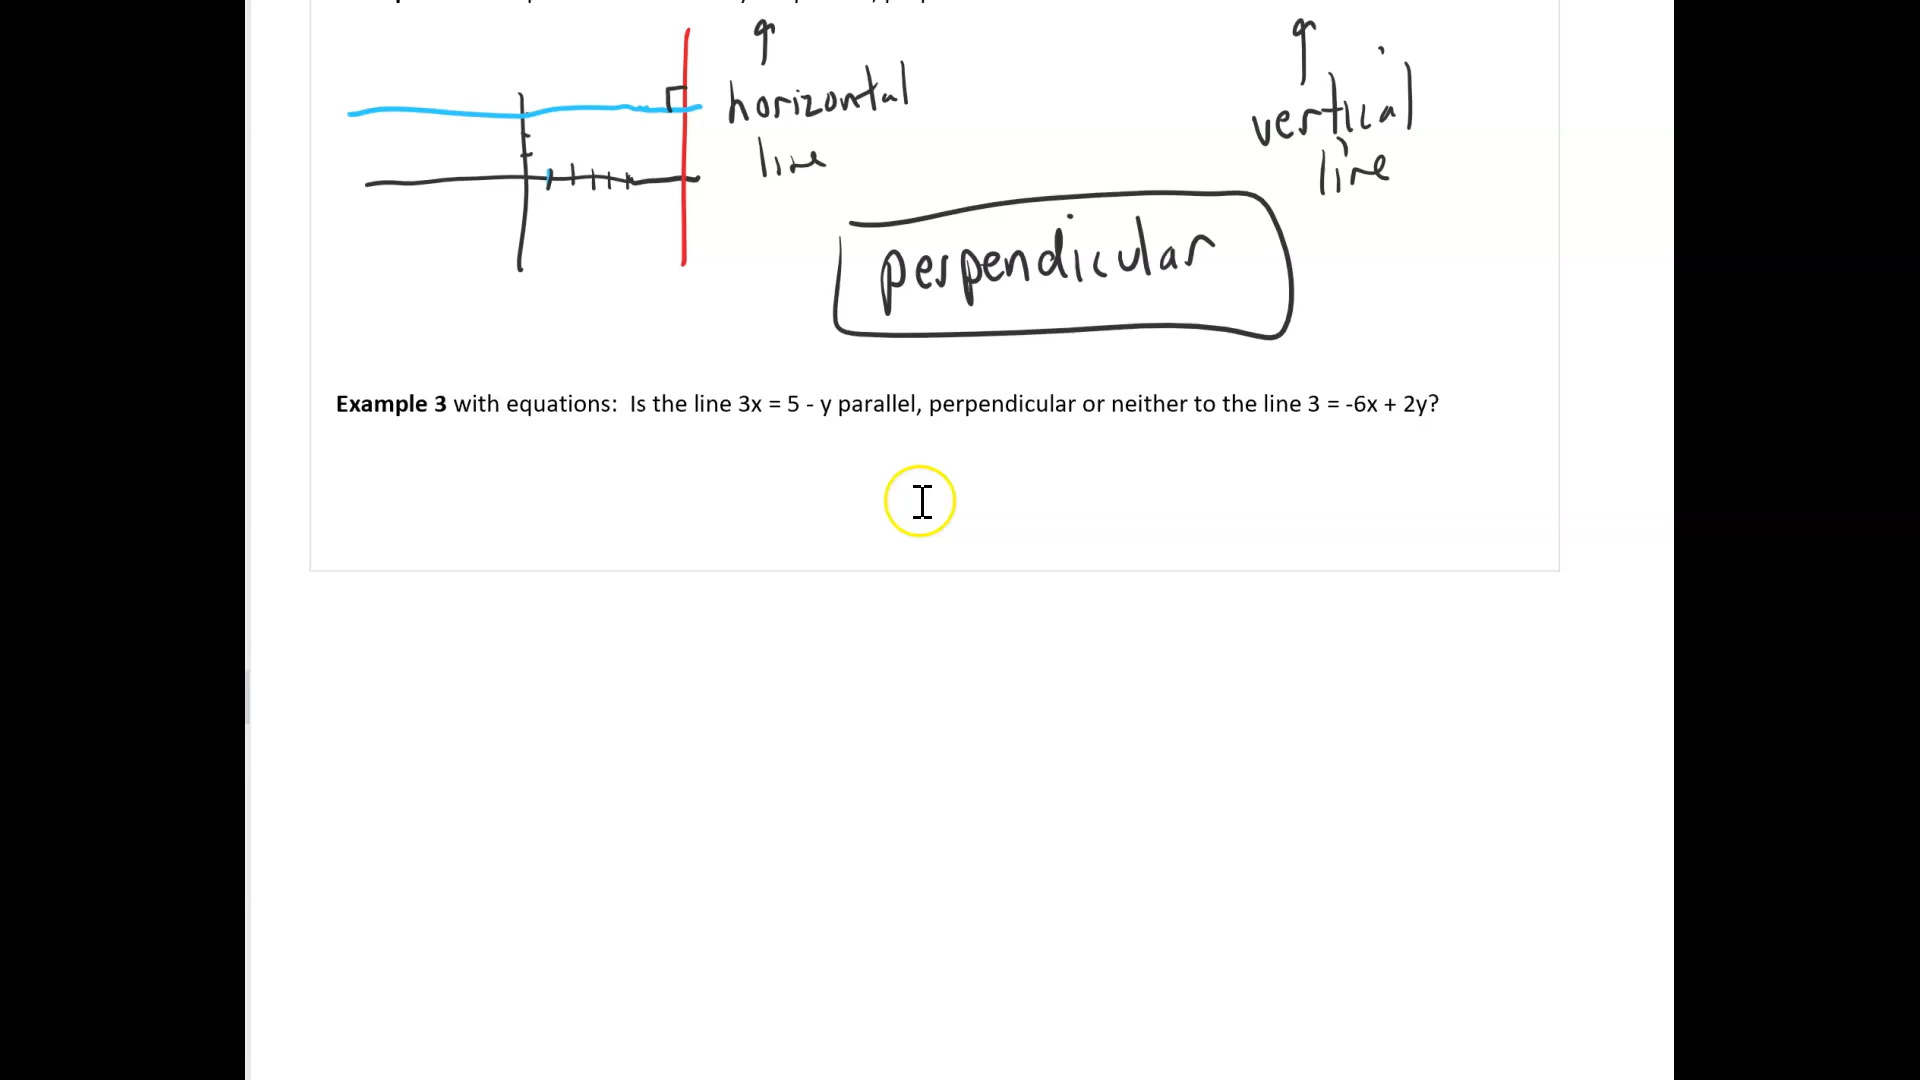 horizontal
line
vertical
line
perpendicular
Example 3 with equations:  Is the line 3x = 5 - y parallel, perpendicular or neither to the line 3 = -6x + 2y?